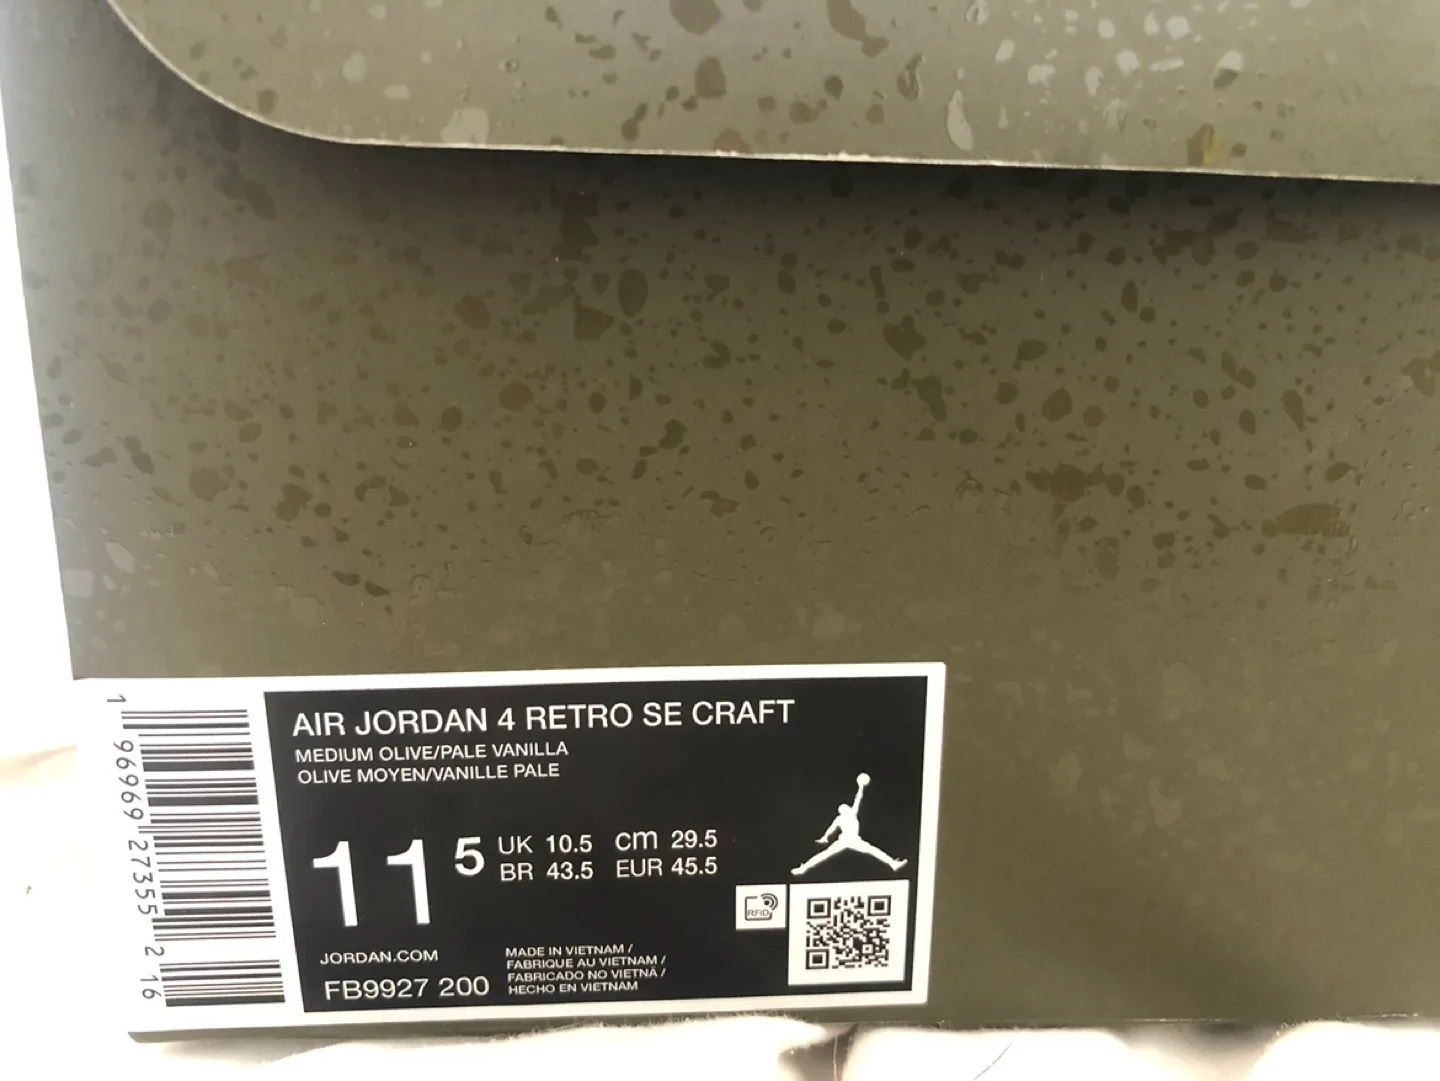 AIR JORDAN 4 RETRO SE CRAFT
MEDIUM OLIVE/PALE VANILLA
OLIVE MOYEN/VANILLE PALE
11 5
UK 10.5 cm 29.5
BR 43.5 EUR 45.5
RFID
JORDAN.COM
FB9927 200
MADE IN VIETNAM /
FABRIQUE AU VIETNAM /
FABRICADO NO VIETNÃ /
HECHO EN VIETNAM
1 96969 27355 2 16